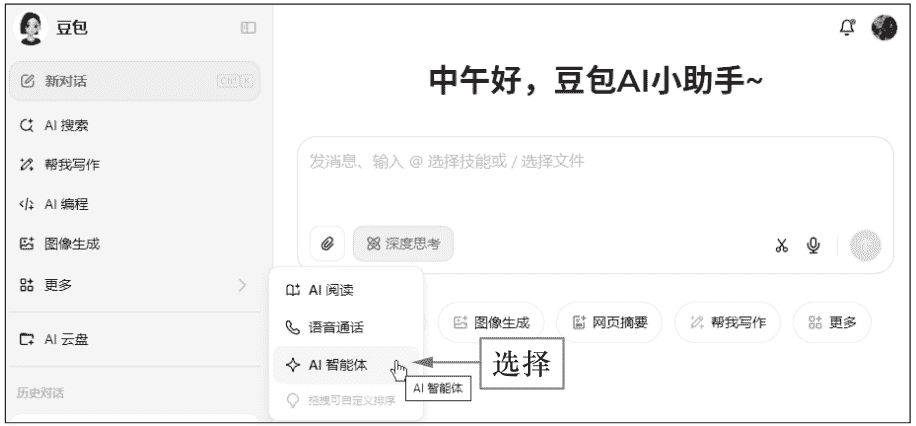 豆包
新对话
Ctrl K
AI 搜索
帮我写作
AI 编程
图像生成
更多
AI 云盘
历史对话
中午好，豆包AI小助手~
发消息、输入 @ 选择技能或 / 选择文件
深度思考
图像生成
网页摘要
帮我写作
更多
AI 阅读
语音通话
AI 智能体
AI 智能体
拖拽可自定义排序
选择